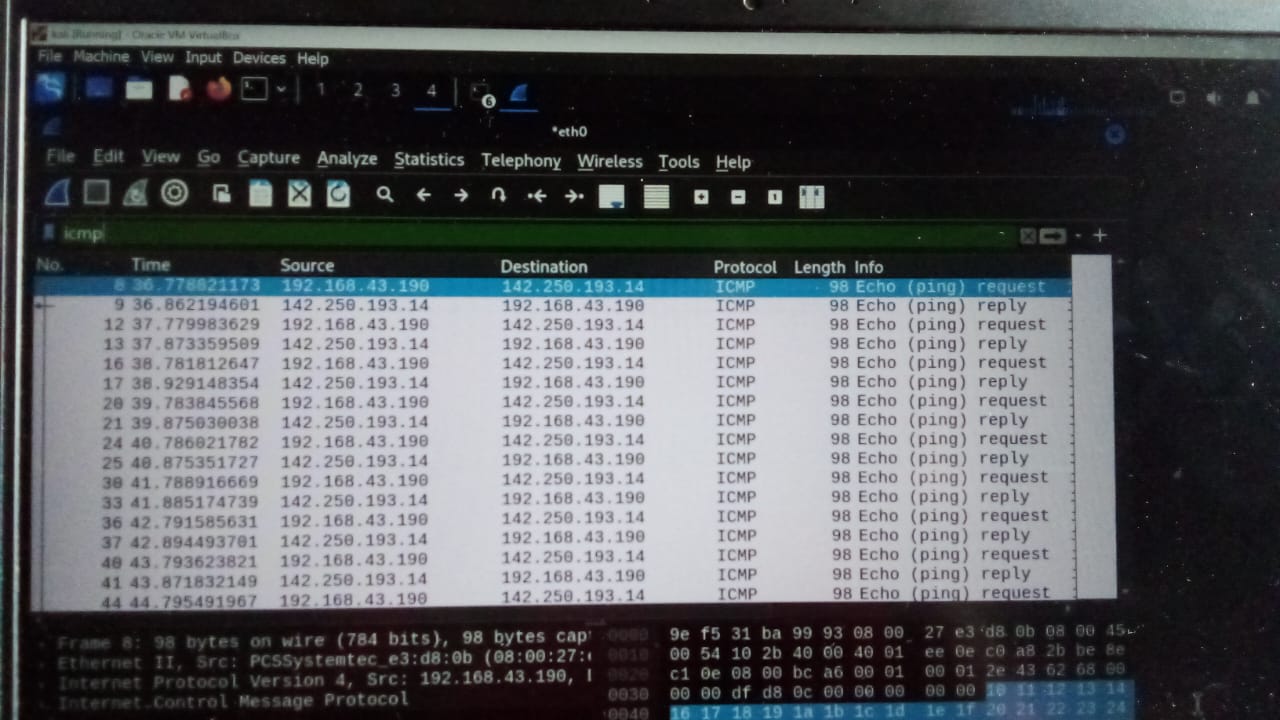 kali [Running] - Oracle VM VirtualBox
File Machine View Input Devices Help
1 2 3 4 6
*eth0
File Edit View Go Capture Analyze Statistics Telephony Wireless Tools Help
icmp
No. Time Source Destination Protocol Length Info
8 36.778821173 192.168.43.190 142.250.193.14 ICMP 98 Echo (ping) request
9 36.862194601 142.250.193.14 192.168.43.190 ICMP 98 Echo (ping) reply
12 37.779983629 192.168.43.190 142.250.193.14 ICMP 98 Echo (ping) request
13 37.873359509 142.250.193.14 192.168.43.190 ICMP 98 Echo (ping) reply
16 38.781812647 192.168.43.190 142.250.193.14 ICMP 98 Echo (ping) request
17 38.929148354 142.250.193.14 192.168.43.190 ICMP 98 Echo (ping) reply
20 39.783845568 192.168.43.190 142.250.193.14 ICMP 98 Echo (ping) request
21 39.875030038 142.250.193.14 192.168.43.190 ICMP 98 Echo (ping) reply
24 40.786021782 192.168.43.190 142.250.193.14 ICMP 98 Echo (ping) request
25 40.875351727 142.250.193.14 192.168.43.190 ICMP 98 Echo (ping) reply
30 41.788916669 192.168.43.190 142.250.193.14 ICMP 98 Echo (ping) request
33 41.885174739 142.250.193.14 192.168.43.190 ICMP 98 Echo (ping) reply
36 42.791585631 192.168.43.190 142.250.193.14 ICMP 98 Echo (ping) request
37 42.894493701 142.250.193.14 192.168.43.190 ICMP 98 Echo (ping) reply
40 43.793623821 192.168.43.190 142.250.193.14 ICMP 98 Echo (ping) request
41 43.871832149 142.250.193.14 192.168.43.190 ICMP 98 Echo (ping) reply
44 44.795491967 192.168.43.190 142.250.193.14 ICMP 98 Echo (ping) request
Frame 8: 98 bytes on wire (784 bits), 98 bytes cap
Ethernet II, Src: PCSSystemtec_e3:d8:0b (08:00:27:
Internet Protocol Version 4, Src: 192.168.43.190,
Internet Control Message Protocol
0000 9e f5 31 ba 99 93 08 00 27 e3 d8 0b 08 00 45
0010 00 54 10 2b 40 00 40 01 ee 0e c0 a8 2b be 8e
c1 0e 08 00 bc a6 00 01 00 01 2e 43 62 68 00
0030 00 00 df d8 0c 00 00 00 00 00 10 11 12 13 14
0040 16 17 18 19 1a 1b 1c 1d 1e 1f 20 21 22 23 24